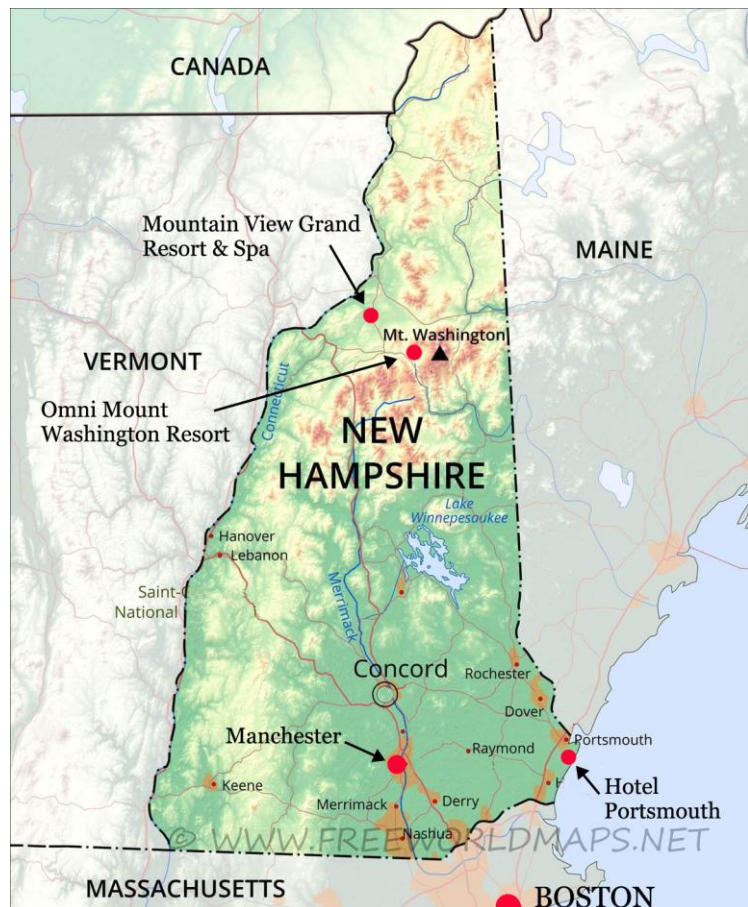 CANADA
Mountain View Grand
Resort & Spa
MAINE
Mt. Washington
VERMONT
Connecticut
Omni Mount
Washington Resort
NEW
HAMPSHIRE
Lake
Winnepesaukee
Hanover
Lebanon
Saint-
National
Merrimack
Concord
Rochester
Dover
Manchester
Portsmouth
Raymond
Keene
Hotel
Portsmouth
Merrimack
Derry
Nashua
© WWW.FREEWORLDMAPS.NET
MASSACHUSETTS
BOSTON